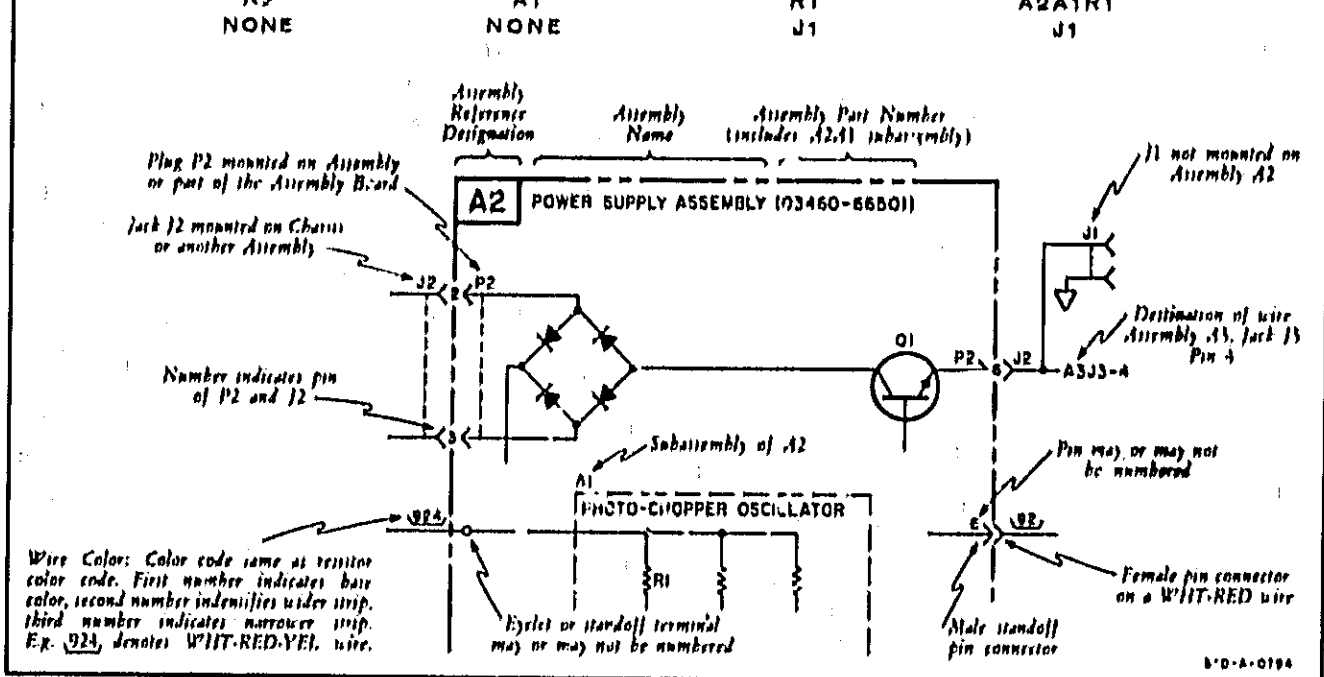 A1 R1 A2A1R1
NONE NONE J1 J1
Assembly
Reference
Designation
Assembly
Name
Assembly Part Number
(includes A2A1 subassembly)
Plug P2 mounted on Assembly
or part of the Assembly Board
J1 not mounted on
Assembly A2
A2 POWER SUPPLY ASSEMBLY (03460-66501)
Jack J2 mounted on Chassis
or another Assembly
J1
J2 2 P2
Destination of wire
Assembly A3, Jack J3
Pin 4
Q1
P2 6 J2 A3J3-4
Number indicates pin
of P2 and J2
3
Subassembly of A2
Pin may or may not
be numbered
A1
PHOTO-CHOPPER OSCILLATOR
924
E 92
R1
Wire Color: Color code same as resistor
color code. First number indicates base
color, second number indentifies wider strip,
third number indicates narrower strip.
E.g. 924 denotes WHT-RED-YEL wire.
Eyelet or standoff terminal
may or may not be numbered
Female pin connector
on a WHT-RED wire
Male standoff
pin connector